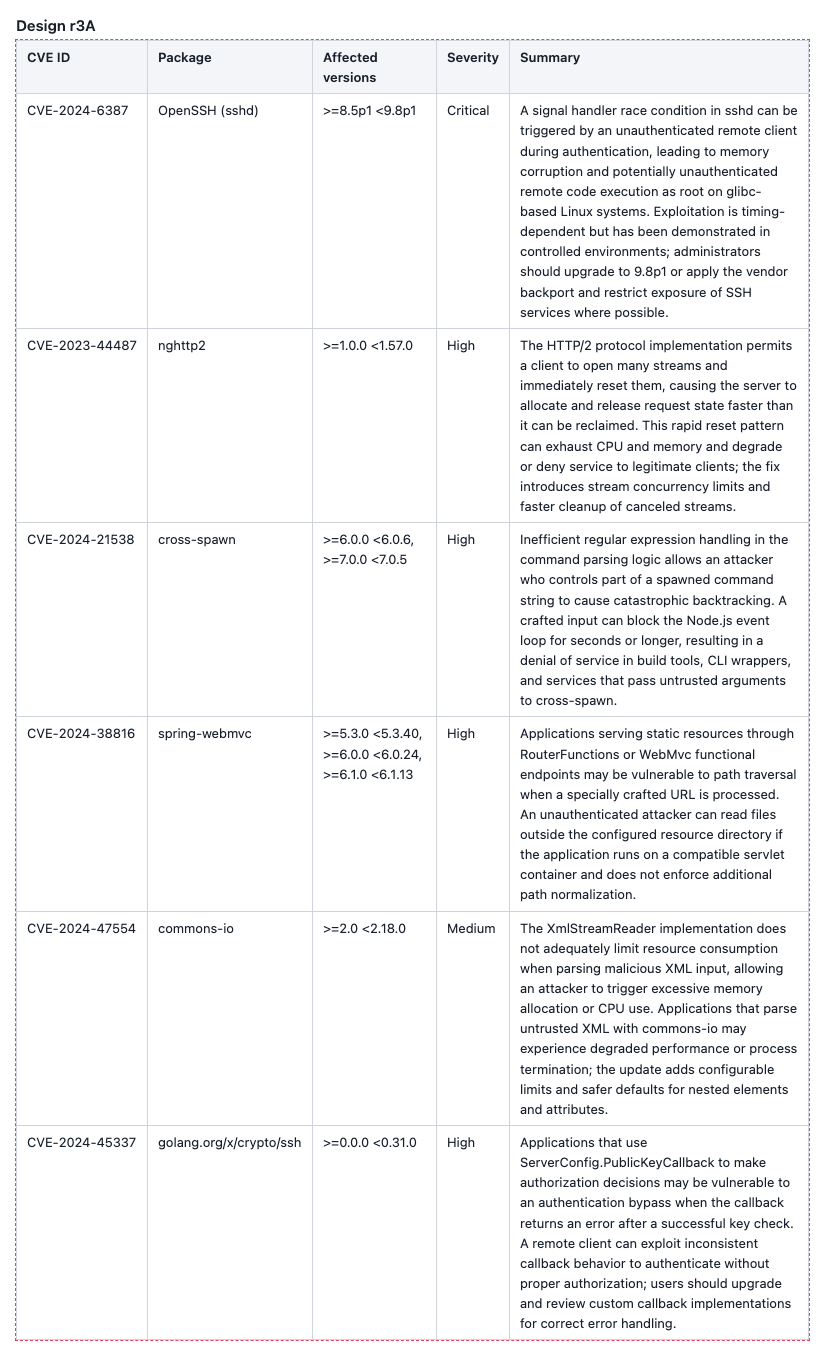 Design r3A
CVE ID
Package
Affected
versions
Severity
Summary
CVE-2024-6387
OpenSSH (sshd)
>=8.5p1 <9.8p1
Critical
A signal handler race condition in sshd can be
triggered by an unauthenticated remote client
during authentication, leading to memory
corruption and potentially unauthenticated
remote code execution as root on glibc-
based Linux systems. Exploitation is timing-
dependent but has been demonstrated in
controlled environments; administrators
should upgrade to 9.8p1 or apply the vendor
backport and restrict exposure of SSH
services where possible.
CVE-2023-44487
nghttp2
>=1.0.0 <1.57.0
High
The HTTP/2 protocol implementation permits
a client to open many streams and
immediately reset them, causing the server to
allocate and release request state faster than
it can be reclaimed. This rapid reset pattern
can exhaust CPU and memory and degrade
or deny service to legitimate clients; the fix
introduces stream concurrency limits and
faster cleanup of canceled streams.
CVE-2024-21538
cross-spawn
>=6.0.0 <6.0.6,
>=7.0.0 <7.0.5
High
Inefficient regular expression handling in the
command parsing logic allows an attacker
who controls part of a spawned command
string to cause catastrophic backtracking. A
crafted input can block the Node.js event
loop for seconds or longer, resulting in a
denial of service in build tools, CLI wrappers,
and services that pass untrusted arguments
to cross-spawn.
CVE-2024-38816
spring-webmvc
>=5.3.0 <5.3.40,
>=6.0.0 <6.0.24,
>=6.1.0 <6.1.13
High
Applications serving static resources through
RouterFunctions or WebMvc functional
endpoints may be vulnerable to path traversal
when a specially crafted URL is processed.
An unauthenticated attacker can read files
outside the configured resource directory if
the application runs on a compatible servlet
container and does not enforce additional
path normalization.
CVE-2024-47554
commons-io
>=2.0 <2.18.0
Medium
The XmlStreamReader implementation does
not adequately limit resource consumption
when parsing malicious XML input, allowing
an attacker to trigger excessive memory
allocation or CPU use. Applications that parse
untrusted XML with commons-io may
experience degraded performance or process
termination; the update adds configurable
limits and safer defaults for nested elements
and attributes.
CVE-2024-45337
golang.org/x/crypto/ssh
>=0.0.0 <0.31.0
High
Applications that use
ServerConfig.PublicKeyCallback to make
authorization decisions may be vulnerable to
an authentication bypass when the callback
returns an error after a successful key check.
A remote client can exploit inconsistent
callback behavior to authenticate without
proper authorization; users should upgrade
and review custom callback implementations
for correct error handling.